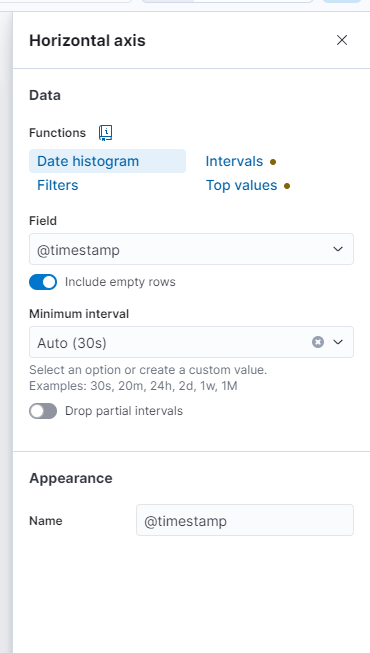 Horizontal axis
Data
Functions
Date histogram
Intervals
Filters
Top values
Field
@timestamp
Include empty rows
Minimum interval
Auto (30s)
Select an option or create a custom value.
Examples: 30s, 20m, 24h, 2d, 1w, 1M
Drop partial intervals
Appearance
Name
@timestamp